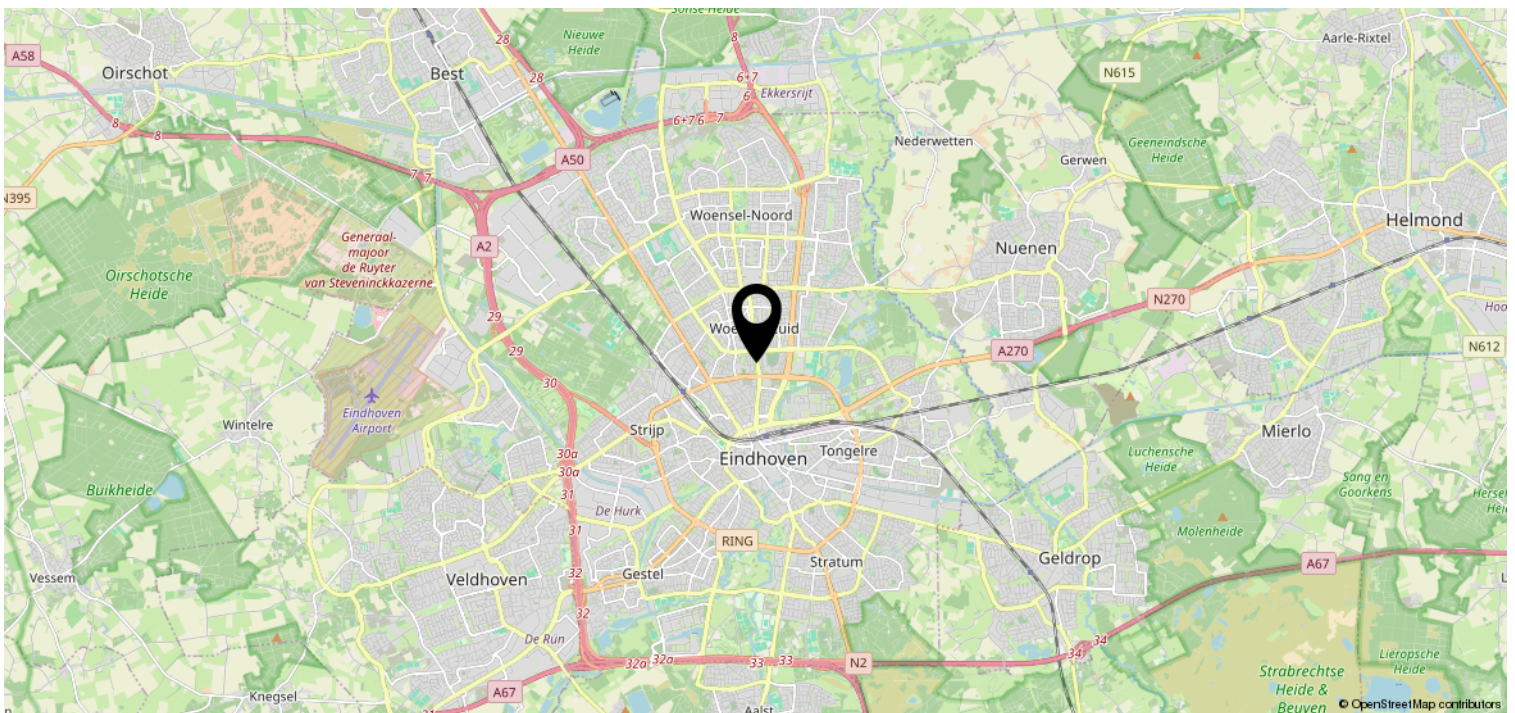 Sonse Heide
28
Nieuwe
Heide
8
Aarle-Rixtel
A58
Oirschot
Best
28
6+7
N615
6
Ekkersrijt
8
8
6+7
6
7
Nederwetten
Geeneindsche
Heide
A50
Gerwen
7
7
N395
Woensel-Noord
Helmond
Generaal-
majoor
de Ruyter
van Steveninckkazerne
A2
Nuenen
Oirschotsche
Heide
N270
29
Woe
uid
29
A270
N612
30
Eindhoven
Airport
Wintelre
Strijp
Mierlo
30a
30a
Eindhoven
Tongelre
Luchensche
Heide
Buikheide
31
Sang en
Goorkens
De Hurk
31
Molenheide
RING
Geldrop
Stratum
A67
Vessem
Veldhoven
32
Gestel
32
De Run
34
34
32a
32a
33
33
N2
Lieropsche
Heide
Strabrechtse
Heide &
Beuven
A67
Knegsel
Aalst
© OpenStreetMap contributors